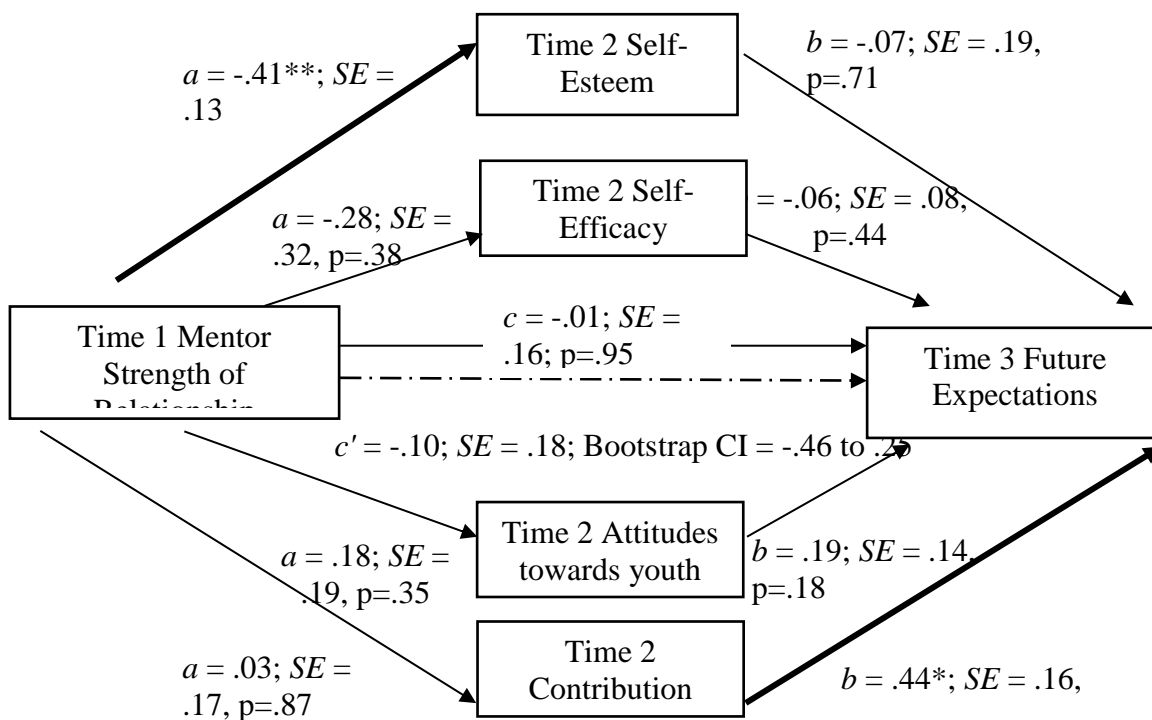 Time 2 Self-
Esteem
a = -.41**; SE =
.13
b = -.07; SE = .19,
p=.71
Time 2 Self-
Efficacy
a = -.28; SE =
.32, p=.38
= -.06; SE = .08,
p=.44
Time 1 Mentor
Strength of
Relationship
c = -.01; SE =
.16; p=.95
Time 3 Future
Expectations
c' = -.10; SE = .18; Bootstrap CI = -.46 to .25
Time 2 Attitudes
towards youth
a = .18; SE =
.19, p=.35
b = .19; SE = .14,
p=.18
Time 2
Contribution
a = .03; SE =
.17, p=.87
b = .44*; SE = .16,